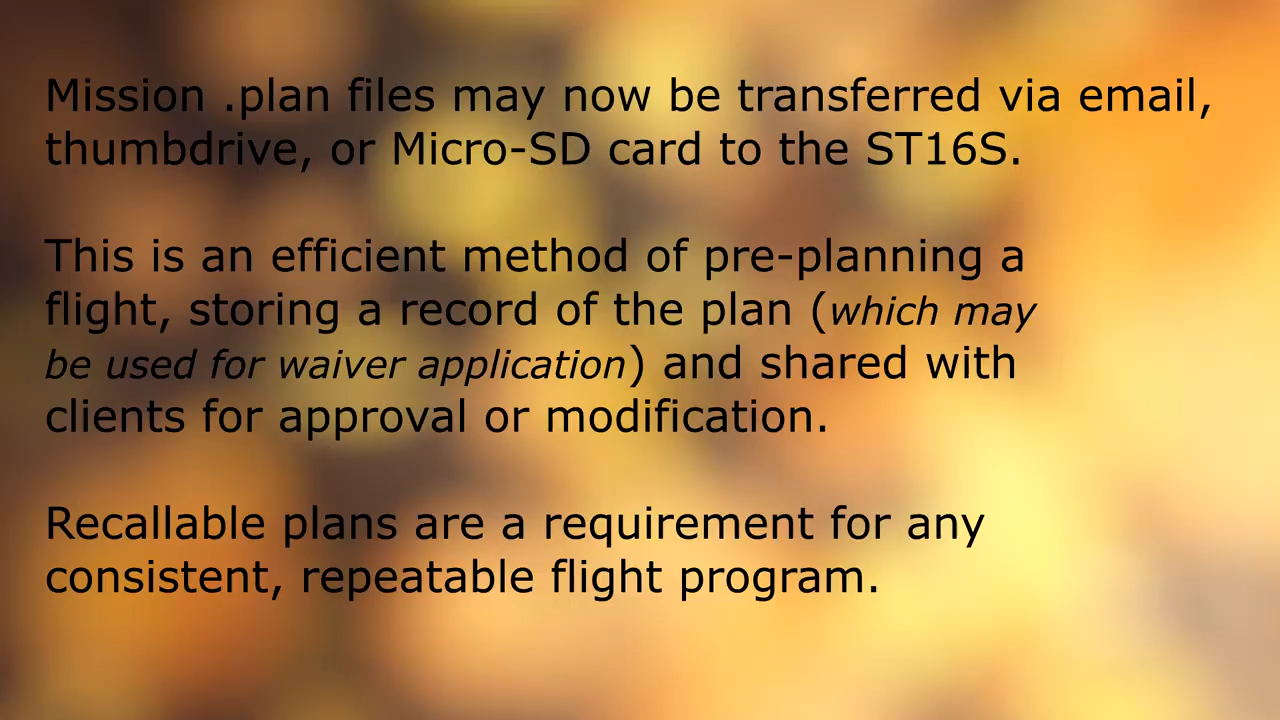 Mission .plan files may now be transferred via email,
thumbdrive, or Micro-SD card to the ST16S.
This is an efficient method of pre-planning a
flight, storing a record of the plan (which may
be used for waiver application) and shared with
clients for approval or modification.
Recallable plans are a requirement for any
consistent, repeatable flight program.